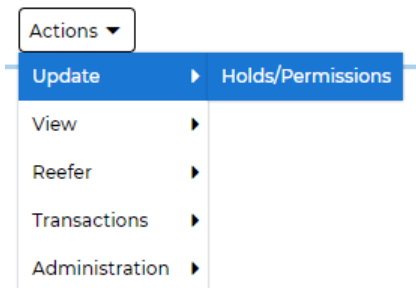 Actions
Update Holds/Permissions
View
Reefer
Transactions
Administration